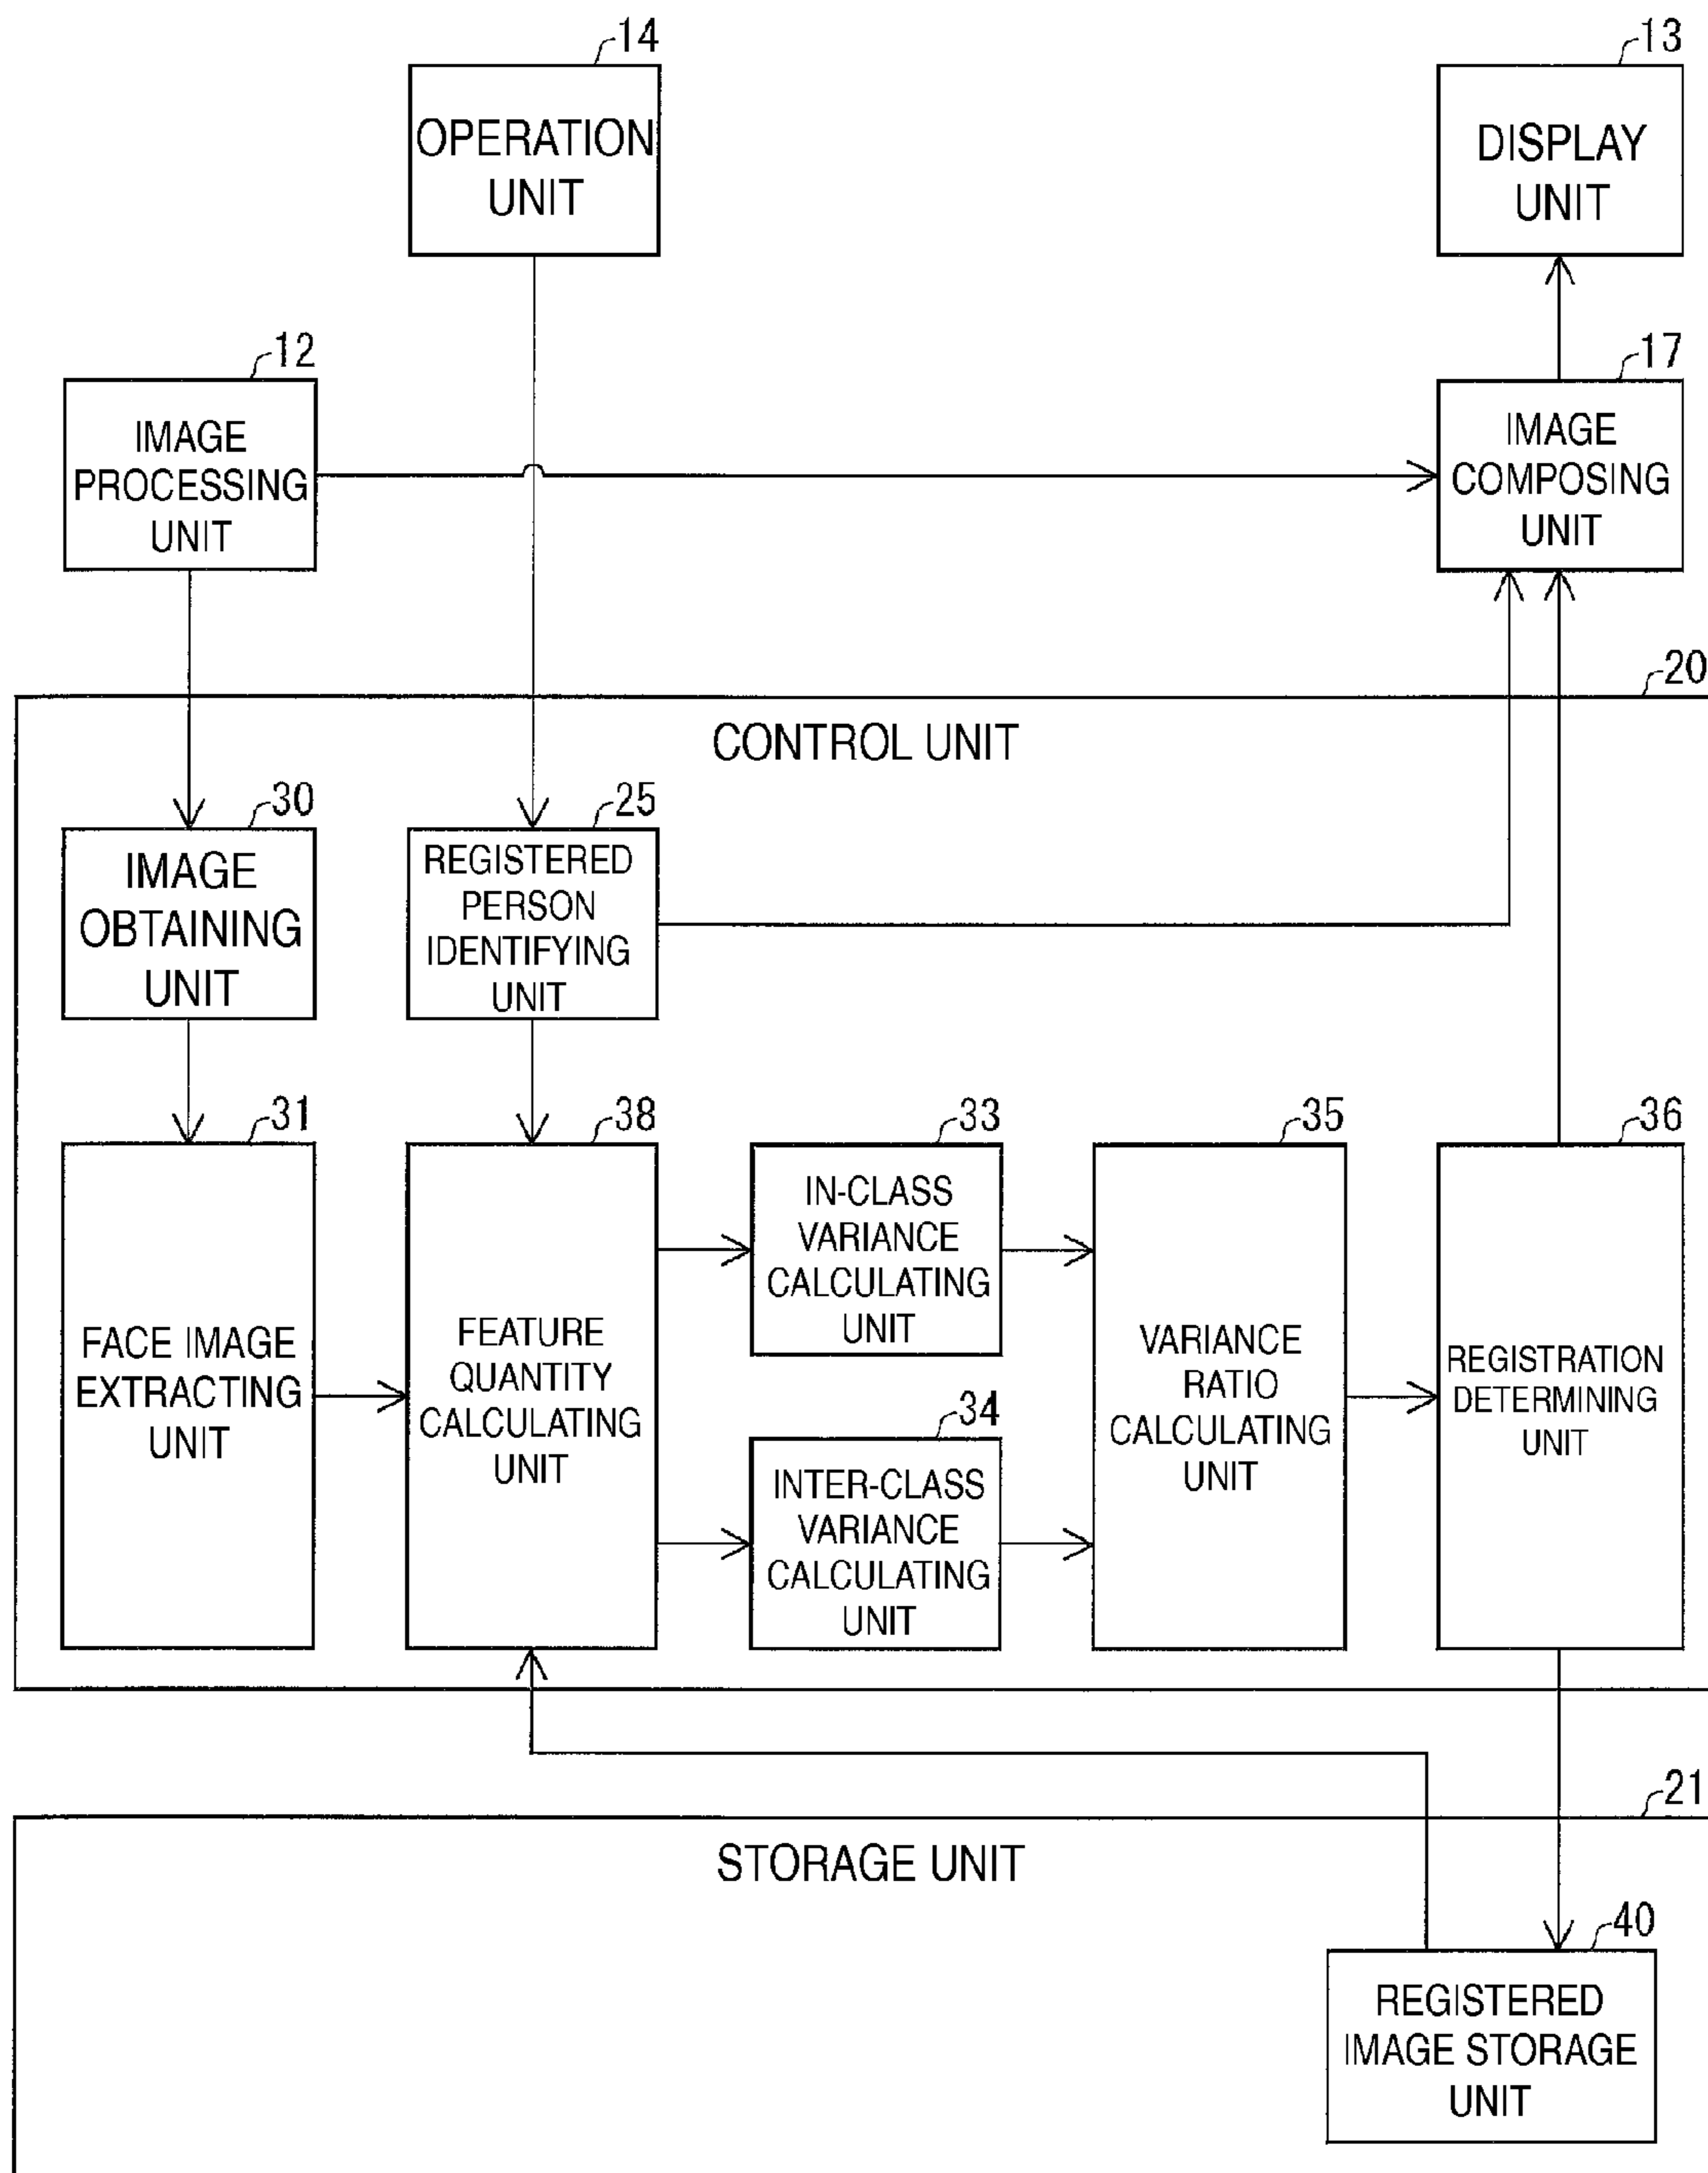 14
OPERATION
UNIT
13
DISPLAY
UNIT
12
IMAGE
PROCESSING
UNIT
17
IMAGE
COMPOSING
UNIT
20
CONTROL UNIT
30
IMAGE
OBTAINING
UNIT
25
REGISTERED
PERSON
IDENTIFYING
UNIT
31
FACE IMAGE
EXTRACTING
UNIT
38
FEATURE
QUANTITY
CALCULATING
UNIT
33
IN-CLASS
VARIANCE
CALCULATING
UNIT
34
INTER-CLASS
VARIANCE
CALCULATING
UNIT
35
VARIANCE
RATIO
CALCULATING
UNIT
36
REGISTRATION
DETERMINING
UNIT
21
STORAGE UNIT
40
REGISTERED
IMAGE STORAGE
UNIT